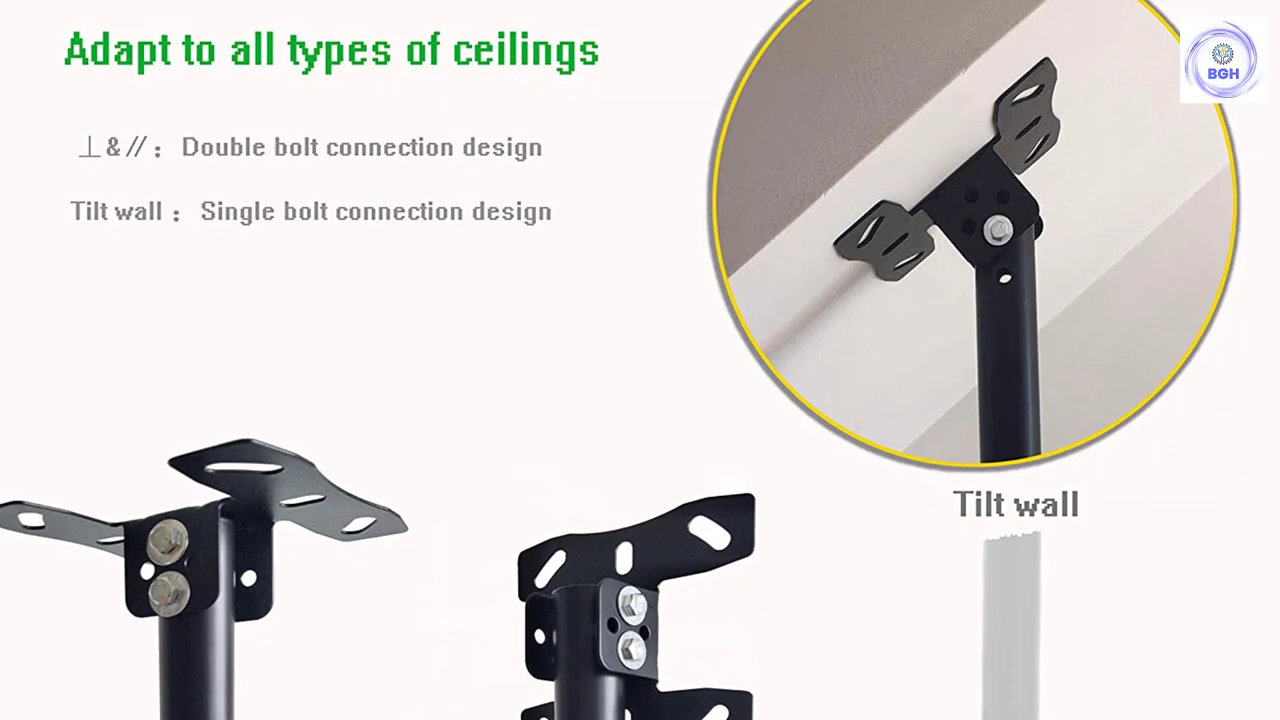 Adapt to all types of ceilings
BGH
⊥&//：Double bolt connection design
Tilt wall：Single bolt connection design
Tilt wall